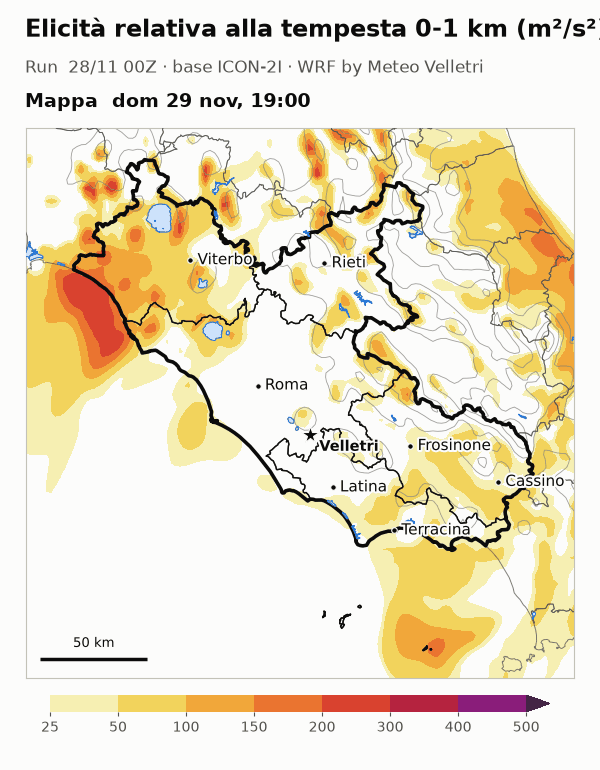 Elicità relativa alla tempesta 0-1 km (m²/s²)
Run  28/11 00Z · base ICON-2I · WRF by Meteo Velletri
Mappa  dom 29 nov, 19:00
Viterbo
Rieti
Roma
Velletri
Frosinone
Cassino
Latina
Terracina
50 km
25 50 100 150 200 300 400 500